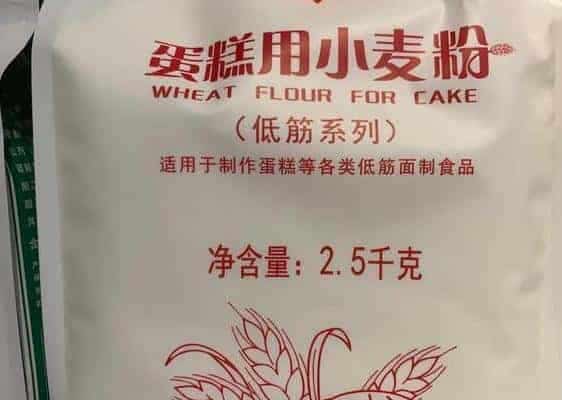 蛋糕用小麦粉
WHEAT FLOUR FOR CAKE
（低筋系列）
适用于制作蛋糕等各类低筋面制食品
净含量：2.5千克